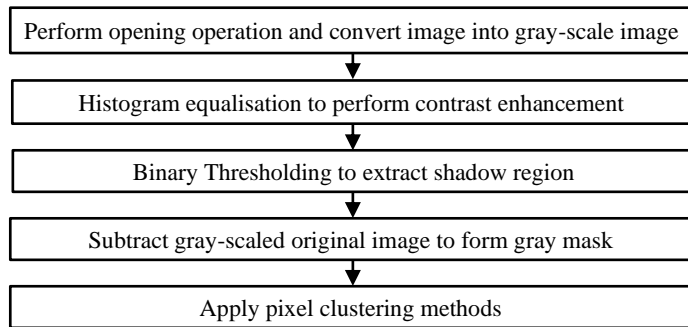 Perform opening operation and convert image into gray-scale image
Histogram equalisation to perform contrast enhancement
Binary Thresholding to extract shadow region
Subtract gray-scaled original image to form gray mask
Apply pixel clustering methods